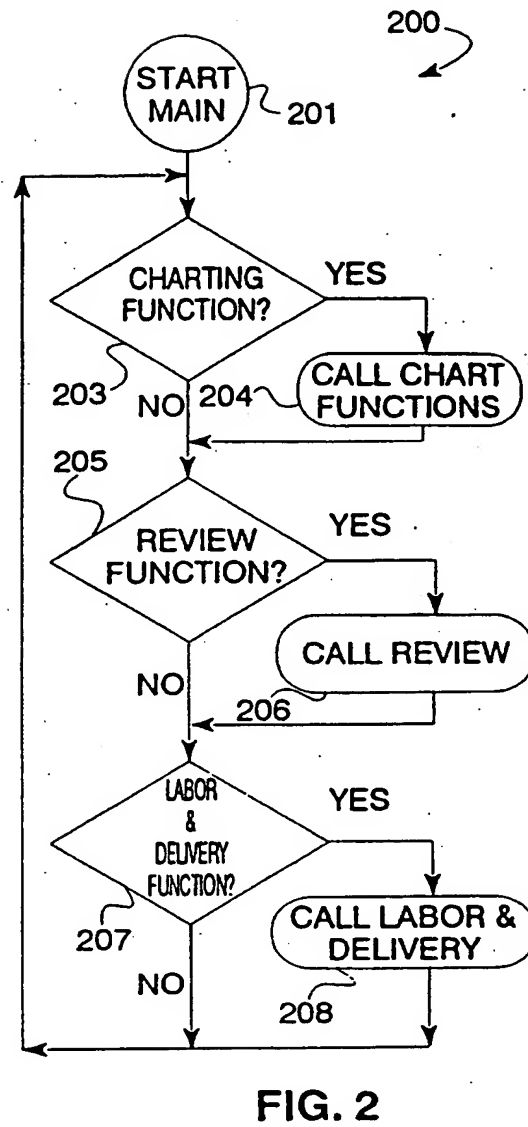 200
START
MAIN
201
CHARTING
FUNCTION?
YES
203
NO
204
CALL CHART
FUNCTIONS
205
REVIEW
FUNCTION?
YES
CALL REVIEW
NO
206
LABOR
&
DELIVERY
FUNCTION?
YES
207
CALL LABOR &
DELIVERY
NO
208
FIG. 2